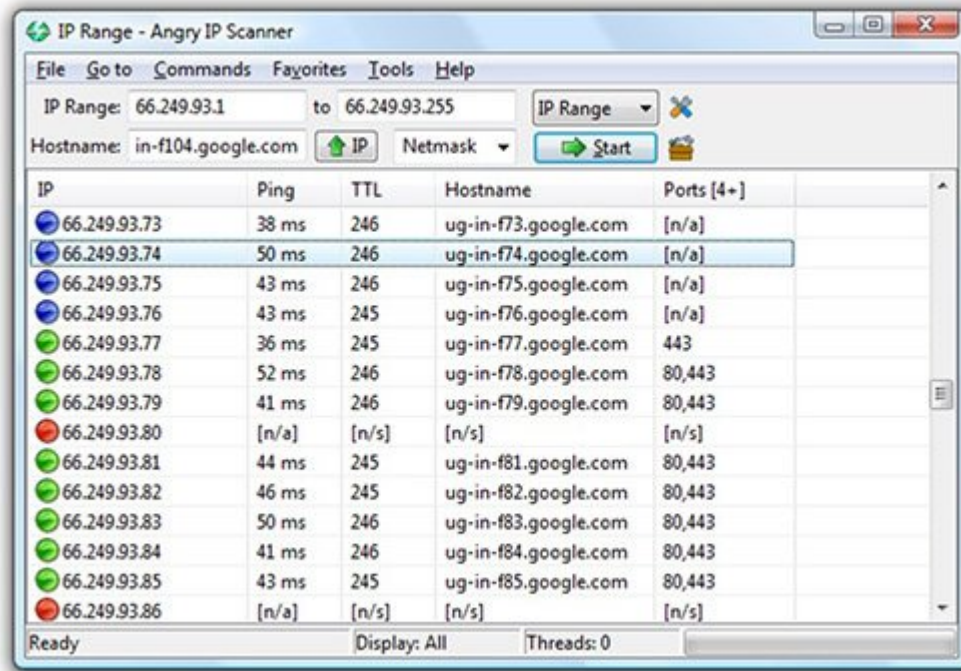 IP Range - Angry IP Scanner
File Go to Commands Favorites Tools Help
IP Range: 66.249.93.1 to 66.249.93.255 IP Range
Hostname: in-f104.google.com IP Netmask Start
IP Ping TTL Hostname Ports [4+]
66.249.93.73 38 ms 246 ug-in-f73.google.com [n/a]
66.249.93.74 50 ms 246 ug-in-f74.google.com [n/a]
66.249.93.75 43 ms 246 ug-in-f75.google.com [n/a]
66.249.93.76 43 ms 245 ug-in-f76.google.com [n/a]
66.249.93.77 36 ms 245 ug-in-f77.google.com 443
66.249.93.78 52 ms 246 ug-in-f78.google.com 80,443
66.249.93.79 41 ms 246 ug-in-f79.google.com 80,443
66.249.93.80 [n/a] [n/s] [n/s] [n/s]
66.249.93.81 44 ms 245 ug-in-f81.google.com 80,443
66.249.93.82 46 ms 245 ug-in-f82.google.com 80,443
66.249.93.83 50 ms 246 ug-in-f83.google.com 80,443
66.249.93.84 41 ms 246 ug-in-f84.google.com 80,443
66.249.93.85 43 ms 245 ug-in-f85.google.com 80,443
66.249.93.86 [n/a] [n/s] [n/s] [n/s]
Ready Display: All Threads: 0